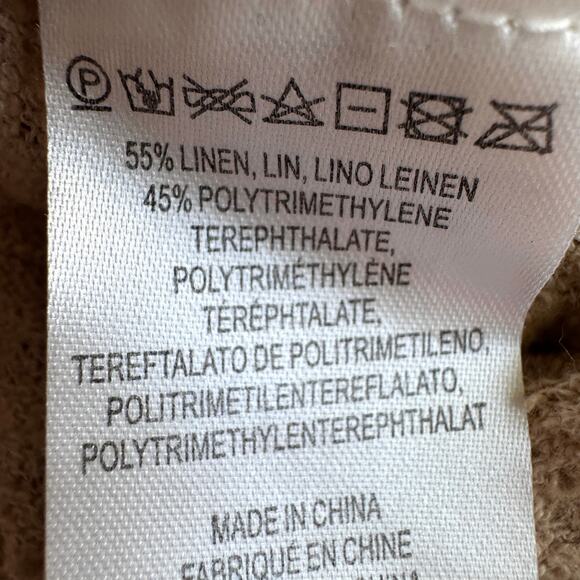 P
55% LINEN, LIN, LINO LEINEN
45% POLYTRIMETHYLENE
TEREPHTHALATE,
POLYTRIMÉTHYLÈNE
TÉRÉPHTALATE,
TEREFTALATO DE POLITRIMETILENO,
POLITRIMETILENTEREFLALATO,
POLYTRIMETHYLENTEREPHTHALAT
MADE IN CHINA
FABRIQUÉ EN CHINE